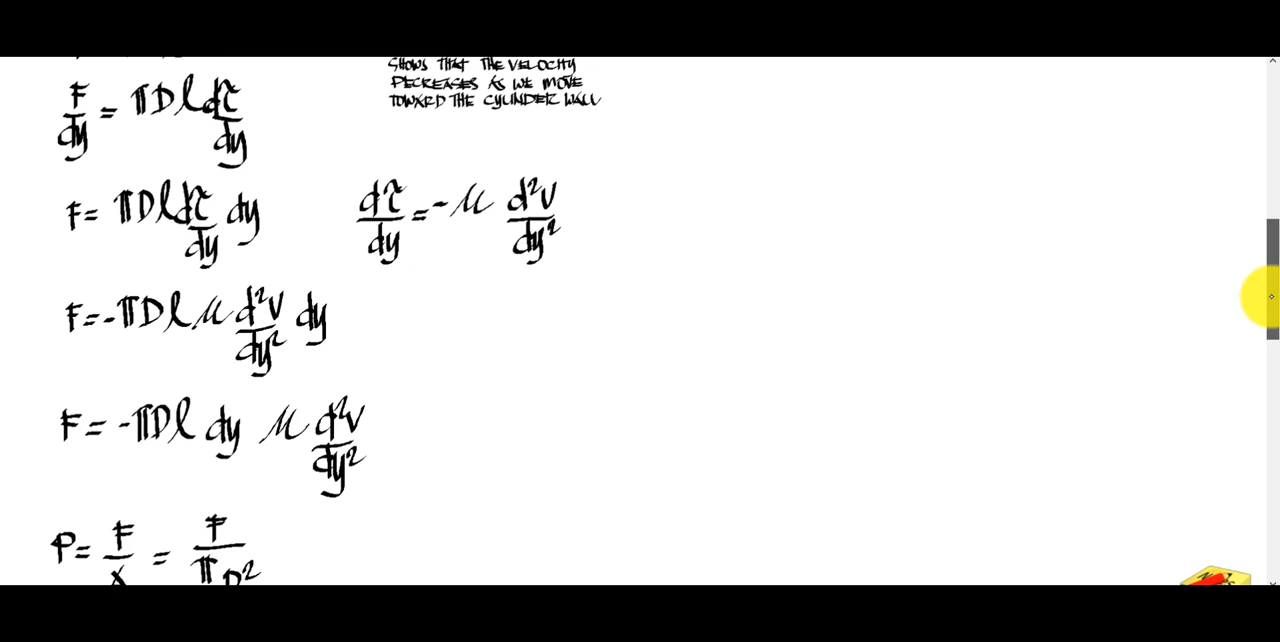 SHOWS THAT THE VELOCITY
DECREASES AS WE MOVE
TOWARD THE CYLINDER WALL
F/dy = πDl dτ/dy
F= πDl dτ/dy dy
dτ/dy = -μ d²V/dy²
F=-πDlμ d²V/dy² dy
F= -πDl dy μ d²V/dy²
P= F/A = F/πD²